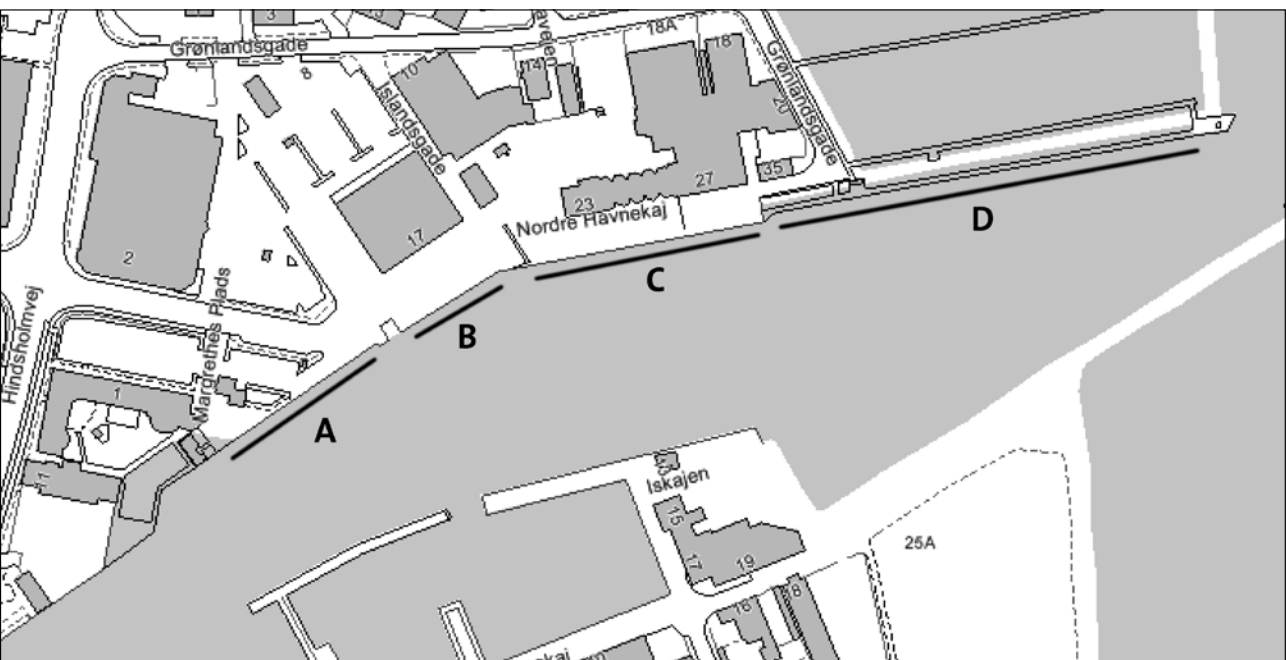 3
Grønlandsgade
8
10
14
18A
18
20
Grønlandsgade
Islandsgade
35
27
23
Nordre Havnekaj
17
2
D
C
B
A
Hindsholmvej
Margrethes Plads
1
11
43
Iskajen
15
17
19
25A
16
8